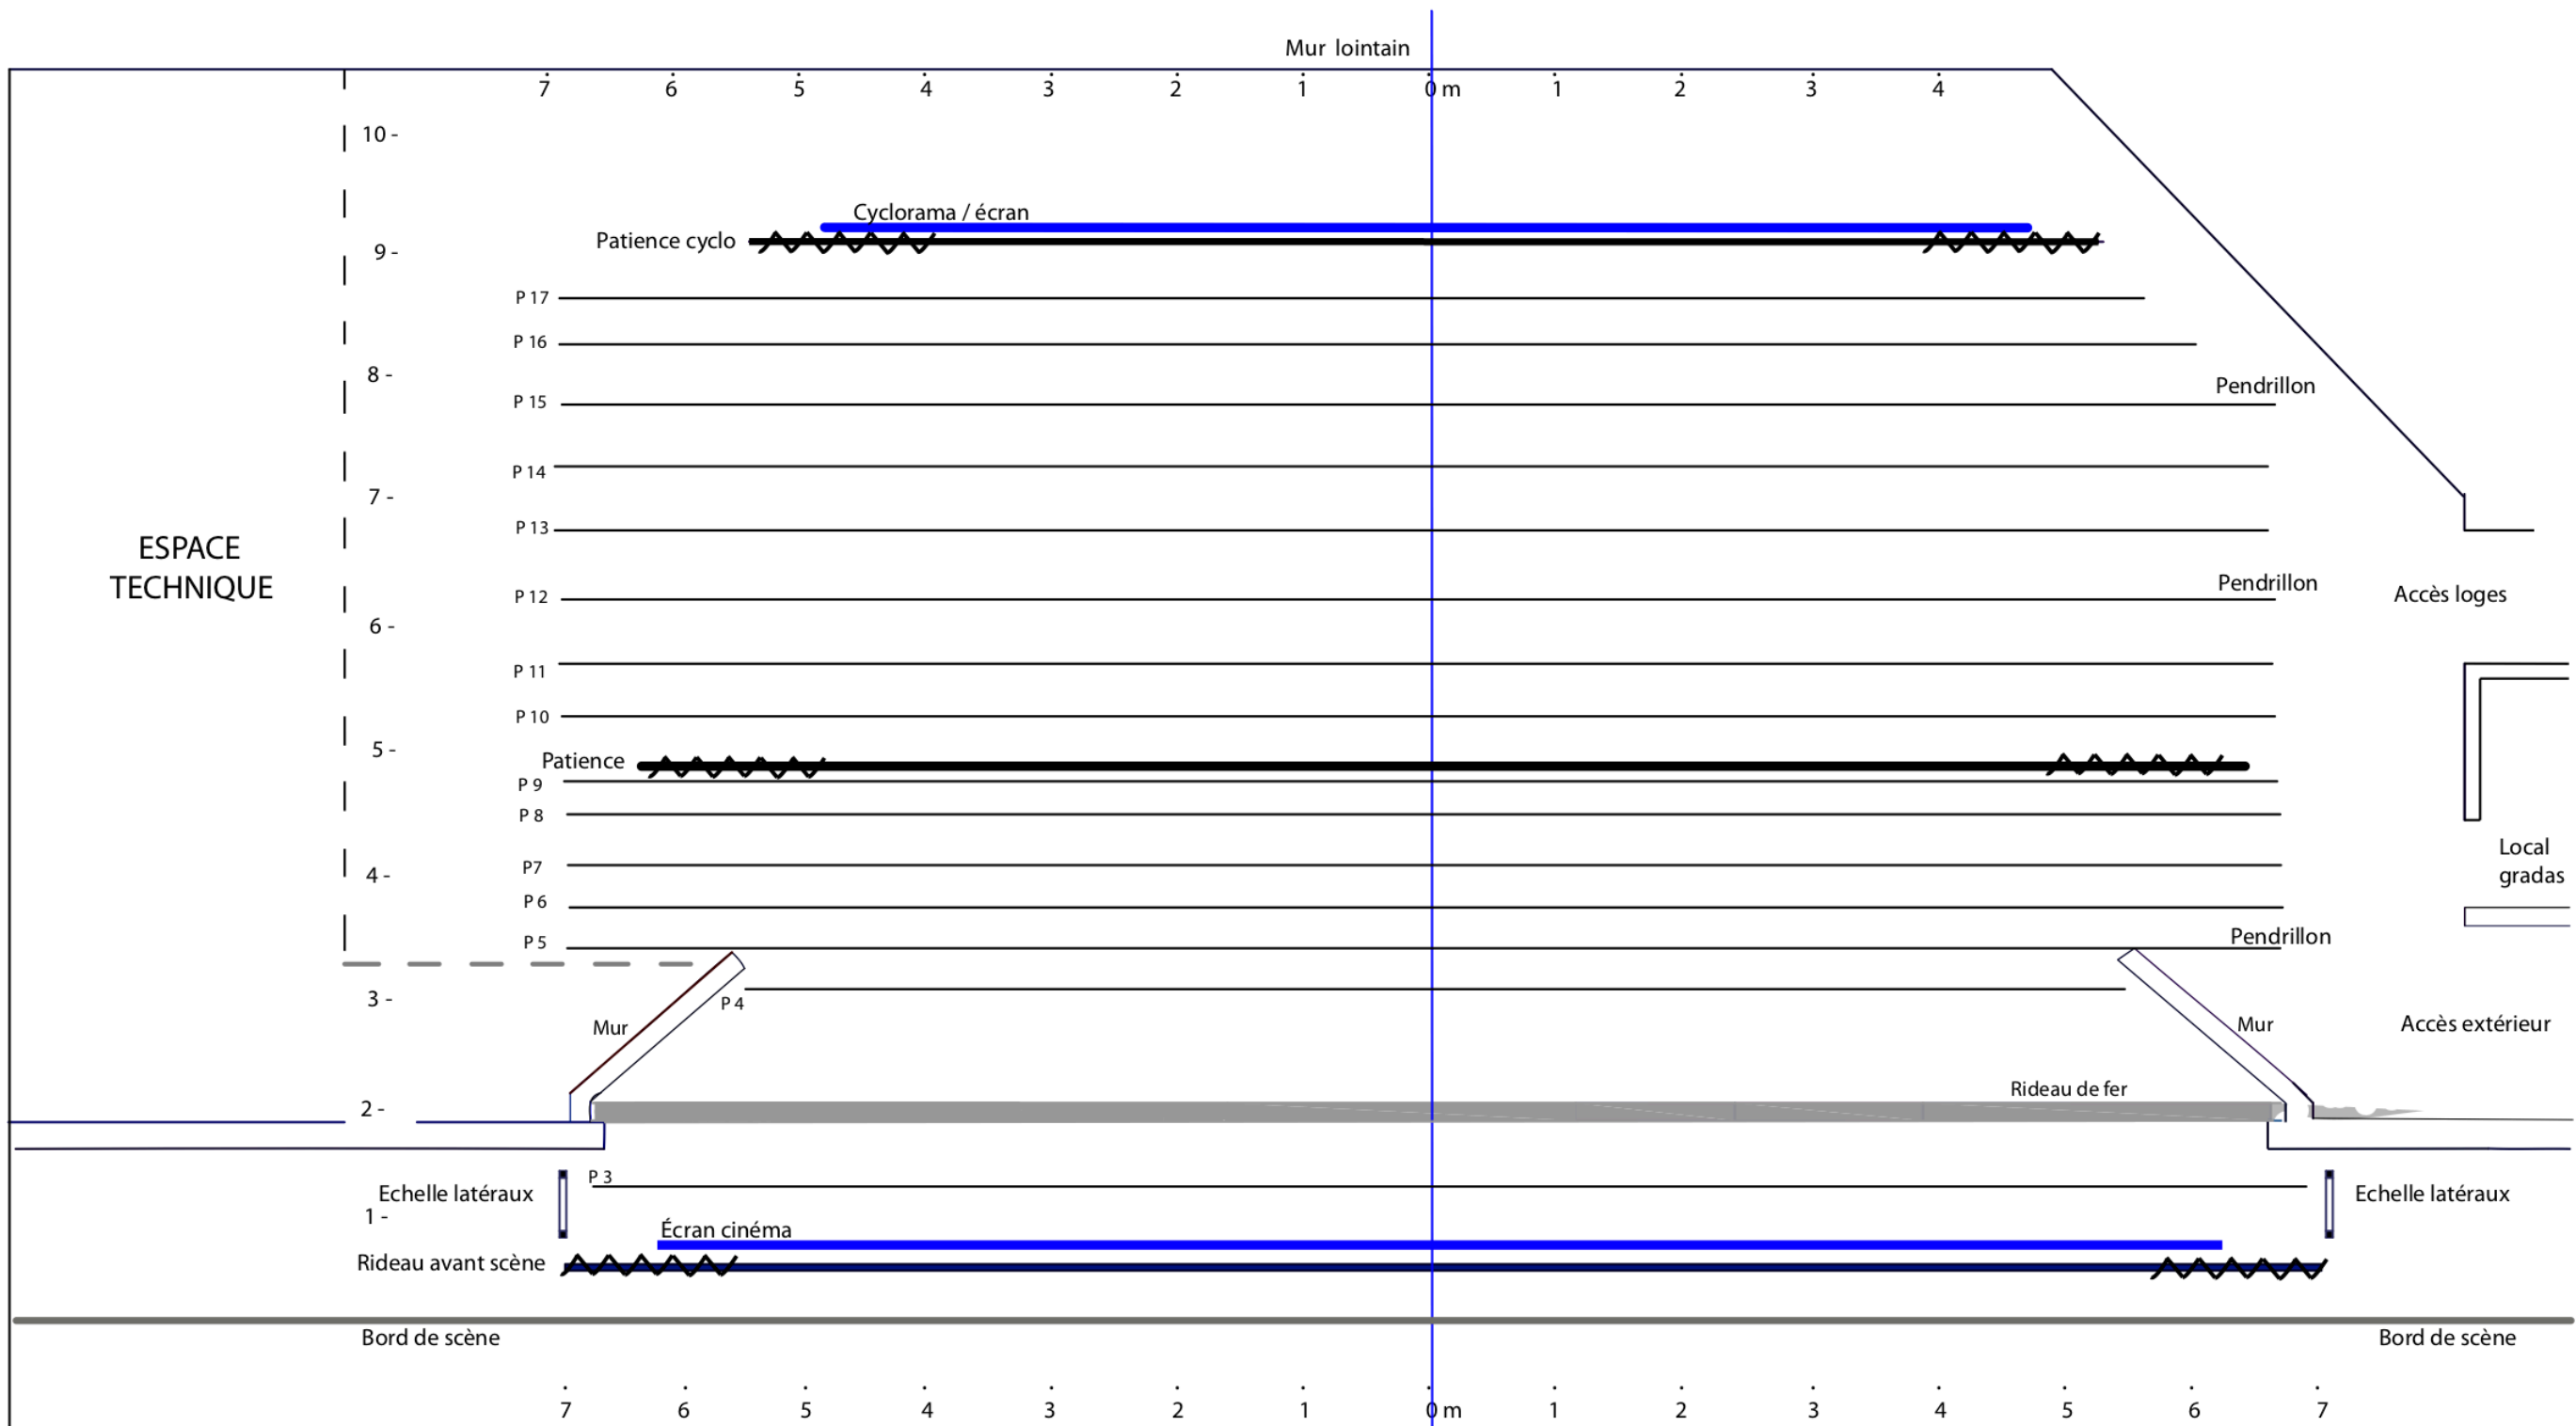 Mur lointain
7 6 5 4 3 2 1 0 m 1 2 3 4
10 -
Cyclorama / écran
Patience cyclo
9 -
P 17
P 16
8 -
Pendrillon
P 15
P 14
7 -
P 13
ESPACE
TECHNIQUE
Pendrillon
P 12
Accès loges
6 -
P 11
P 10
5 -
Patience
P 9
P 8
Local
gradas
P7
4 -
P 6
P 5
Pendrillon
3 -
P 4
Mur
Mur
Accès extérieur
Rideau de fer
2 -
P 3
Echelle latéraux
Echelle latéraux
1 -
Écran cinéma
Rideau avant scène
Bord de scène
Bord de scène
7 6 5 4 3 2 1 0 m 1 2 3 4 5 6 7